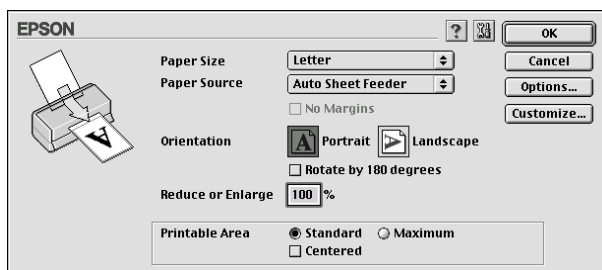 EPSON
? OK
Paper Size Letter Cancel
Paper Source Auto Sheet Feeder Options...
No Margins Customize...
Orientation A Portrait A Landscape
Rotate by 180 degrees
Reduce or Enlarge 100 %
Printable Area Standard Maximum
Centered
A